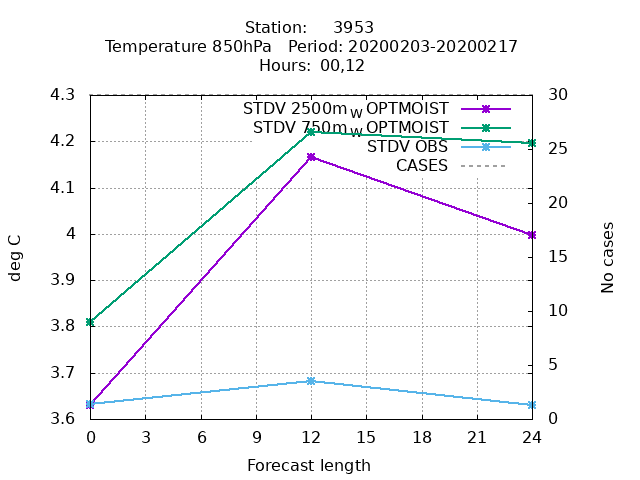 Station: 3953
Temperature 850hPa Period: 20200203-20200217
Hours: 00,12
4.3
4.2
4.1
4
3.9
3.8
3.7
3.6
deg C
STDV 2500m W OPTMOIST
STDV 750m W OPTMOIST
STDV OBS
CASES
30
25
20
15
10
5
0
No cases
0 3 6 9 12 15 18 21 24
Forecast length